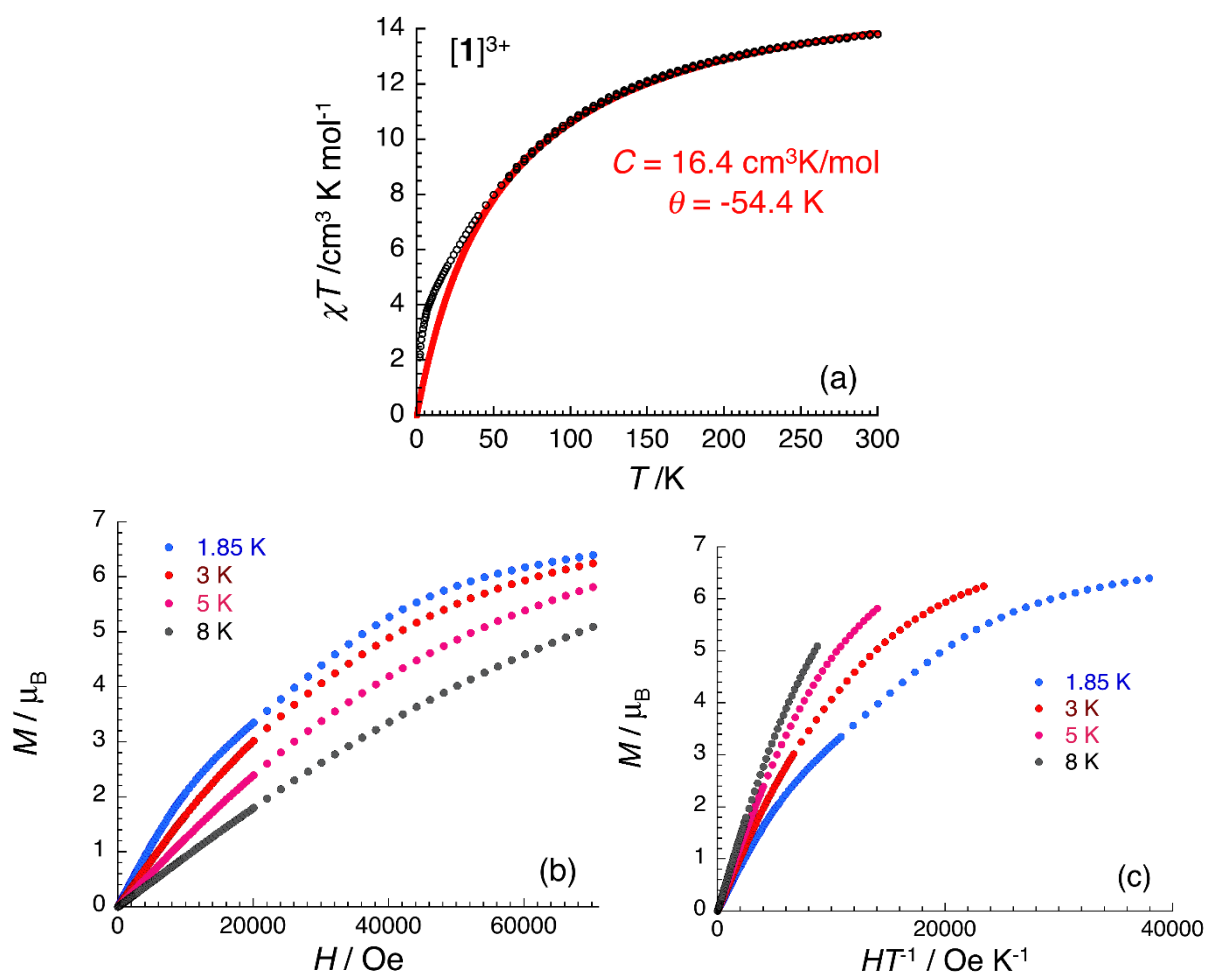 [1]³⁺
χT /cm³ K mol⁻¹
14
12
10
8
6
4
2
0
C = 16.4 cm³K/mol
θ = -54.4 K
(a)
0 50 100 150 200 250 300
T /K
M / μ_B
7
6
5
4
3
2
1
0
1.85 K
3 K
5 K
8 K
(b)
0 20000 40000 60000
H / Oe
M / μ_B
7
6
5
4
3
2
1
0
1.85 K
3 K
5 K
8 K
(c)
0 20000 40000
HT⁻¹ / Oe K⁻¹